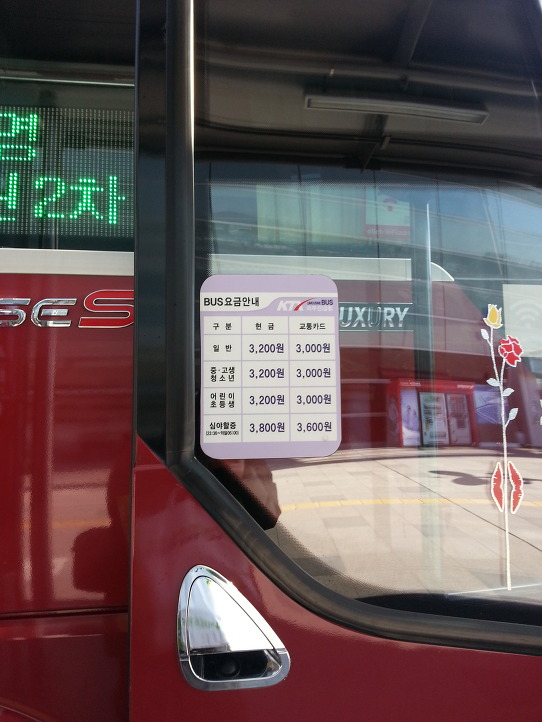 2차
SE S
BUS요금안내
KTX
BUS
LUXURY
구 분 현 금 교통카드
일 반 3,200원 3,000원
중·고생
청소년 3,200원 3,000원
어린이
초등생 3,200원 3,000원
심야할증 3,800원 3,600원